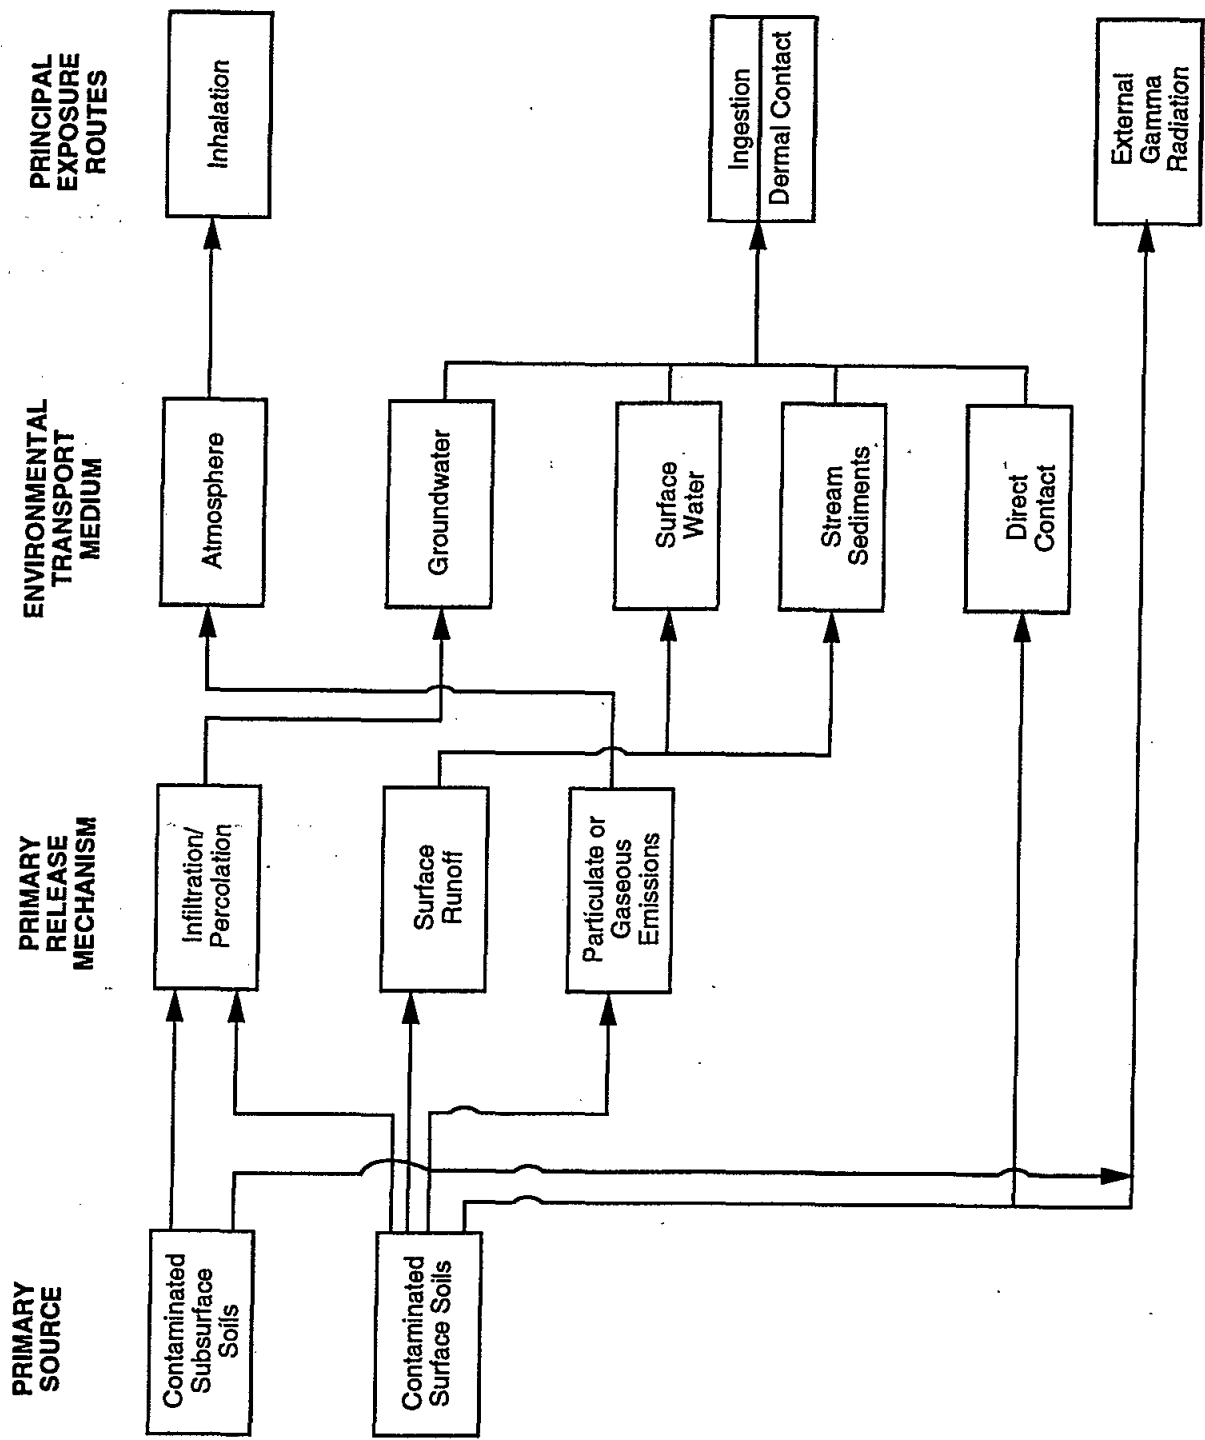 PRIMARY
SOURCE
PRIMARY
RELEASE
MECHANISM
ENVIRONMENTAL
TRANSPORT
MEDIUM
PRINCIPAL
EXPOSURE
ROUTES
Contaminated
Subsurface
Soils
Infiltration/
Percolation
Atmosphere
Inhalation
Contaminated
Surface Soils
Surface
Runoff
Groundwater
Particulate or
Gaseous
Emissions
Surface
Water
Ingestion
Dermal Contact
Stream
Sediments
Direct
Contact
External
Gamma
Radiation